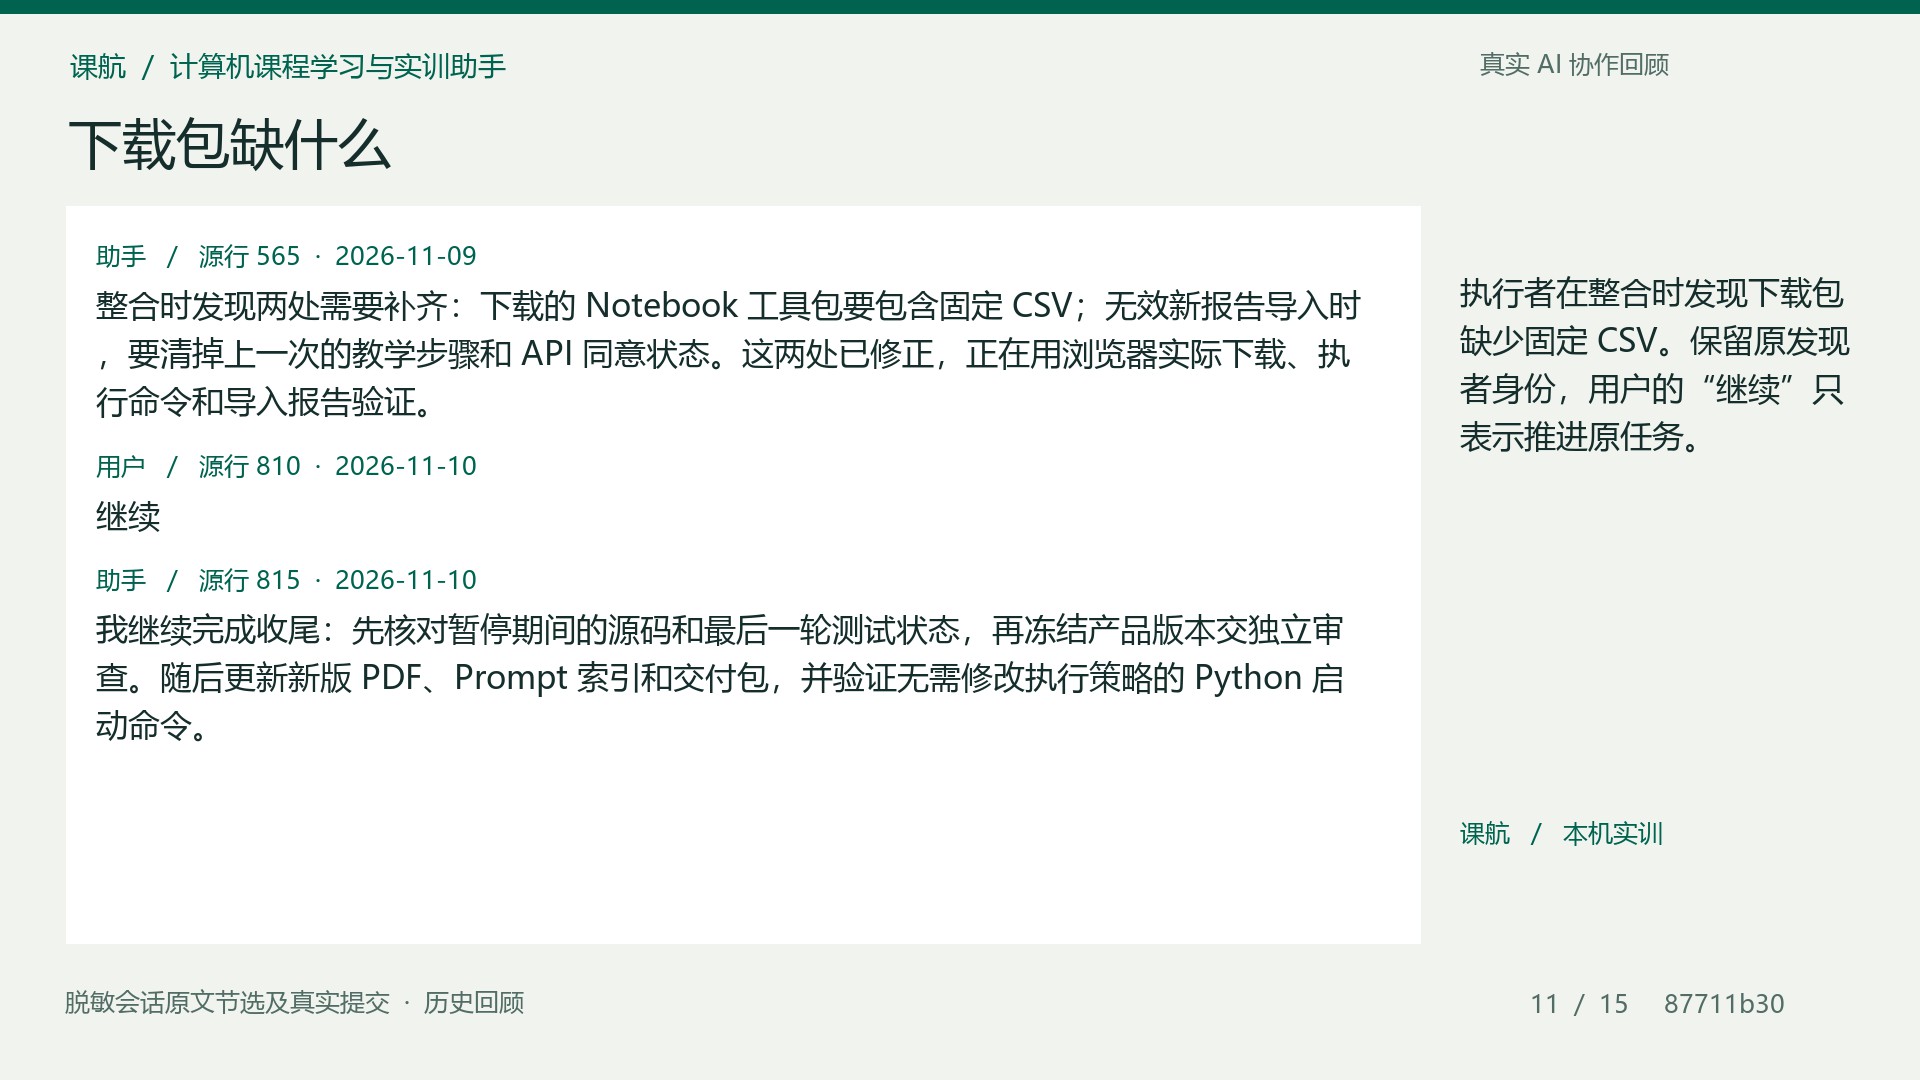 课航 / 计算机课程学习与实训助手
真实 AI 协作回顾
下载包缺什么
助手 / 源行 565 · 2026-11-09
整合时发现两处需要补齐：下载的 Notebook 工具包要包含固定 CSV；无效新报告导入时
，要清掉上一次的教学步骤和 API 同意状态。这两处已修正，正在用浏览器实际下载、执
行命令和导入报告验证。
用户 / 源行 810 · 2026-11-10
继续
助手 / 源行 815 · 2026-11-10
我继续完成收尾：先核对暂停期间的源码和最后一轮测试状态，再冻结产品版本交独立审
查。随后更新新版 PDF、Prompt 索引和交付包，并验证无需修改执行策略的 Python 启
动命令。
执行者在整合时发现下载包
缺少固定 CSV。保留原发现
者身份，用户的“继续”只
表示推进原任务。
课航 / 本机实训
脱敏会话原文节选及真实提交 · 历史回顾
11 / 15 87711b30